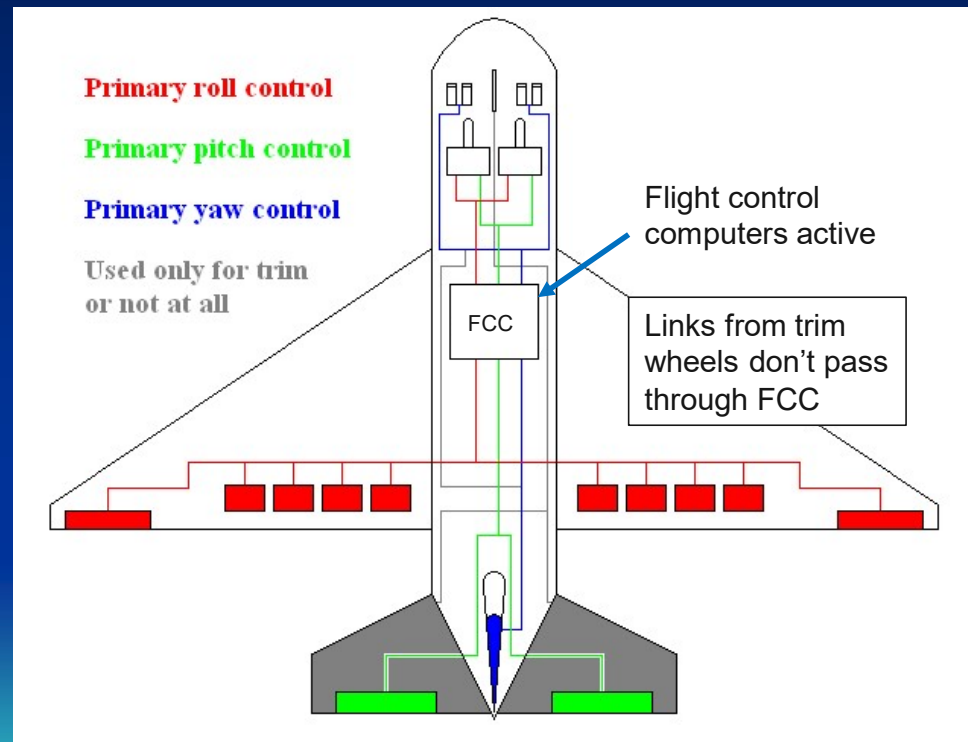 Primary roll control
Primary pitch control
Primary yaw control
Used only for trim
or not at all
Flight control
computers active
FCC
Links from trim
wheels don’t pass
through FCC